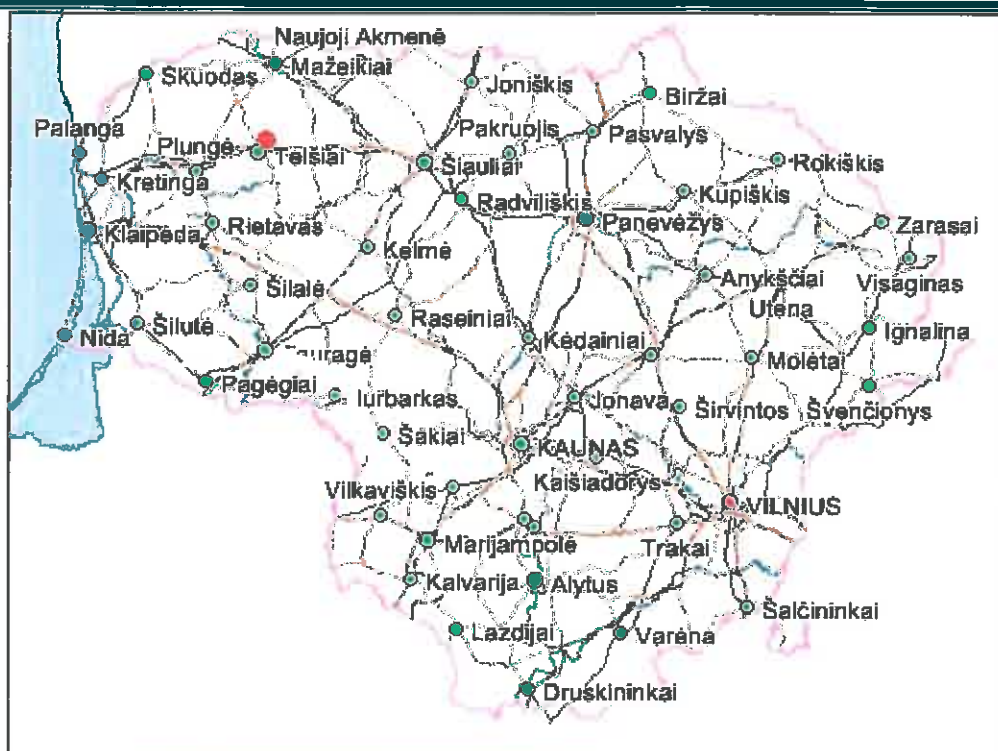 Naujoji Akmenė
Mažeikiai
Skuodas
Joniškis
Biržai
Palanga
Plungė
Telšiai
Pakruojis
Pasvalys
Šiauliai
Rokiškis
Kretinga
Radviliškis
Kupiškis
Klaipėda
Rietavas
Panevėžys
Zarasai
Kelmė
Anykščiai
Visaginas
Šilalė
Utena
Raseiniai
Nida
Šilutė
Kėdainiai
Ignalina
Tauragė
Molėtai
Pagėgiai
Jurbarkas
Jonava
Širvintos
Švenčionys
Šakiai
KAUNAS
Kaišiadorys
Vilkaviškis
VILNIUS
Marijampolė
Trakai
Kalvarija
Alytus
Šalčininkai
Lazdijai
Varėna
Druskininkai